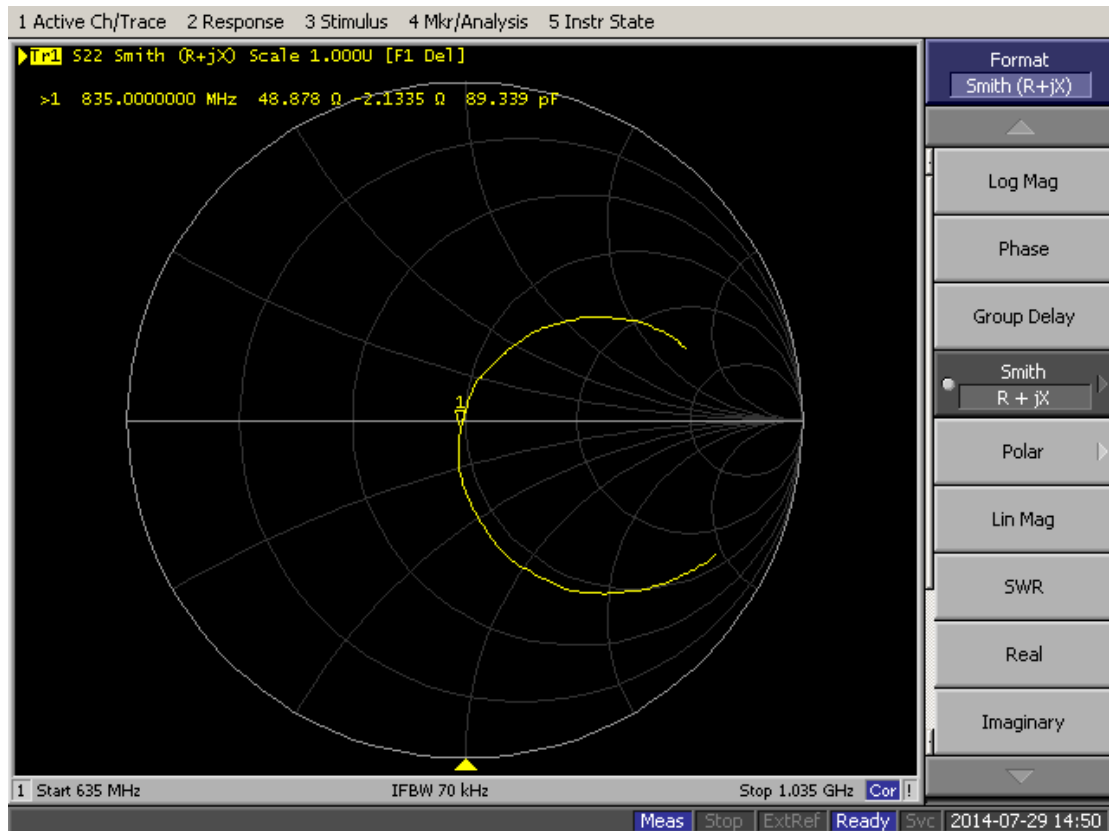 1 Active Ch/Trace 2 Response 3 Stimulus 4 Mkr/Analysis 5 Instr State
Tr1 S22 Smith (R+jX) Scale 1.000U [F1 Del]
>1 835.0000000 MHz 48.878 Ω -2.1335 Ω 89.339 pF
1
Format
Smith (R+jX)
Log Mag
Phase
Group Delay
Smith
R + jX
Polar
Lin Mag
SWR
Real
Imaginary
1 Start 635 MHz IFBW 70 kHz Stop 1.035 GHz Cor !
Meas Stop ExtRef Ready Svc 2014-07-29 14:50